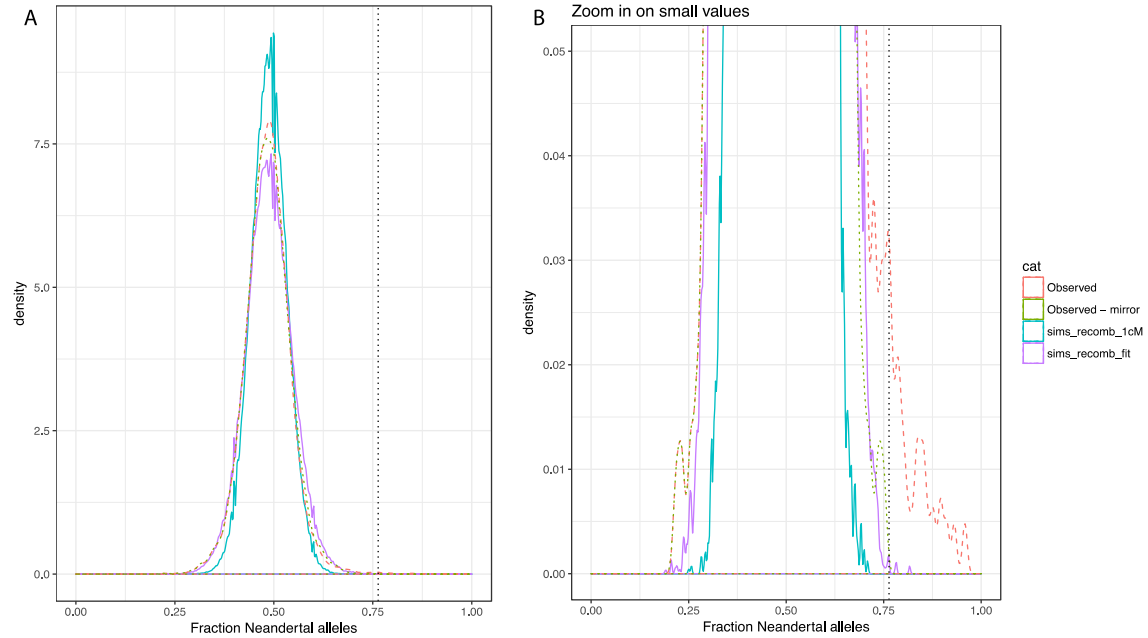 A
7.5
5.0
2.5
0.0
density
0.00
0.25
0.50
0.75
1.00
Fraction Neandertal alleles
B
Zoom in on small values
0.05
0.04
0.03
0.02
0.01
0.00
density
0.00
0.25
0.50
0.75
1.00
Fraction Neandertal alleles
cat
Observed
Observed − mirror
sims_recomb_1cM
sims_recomb_fit